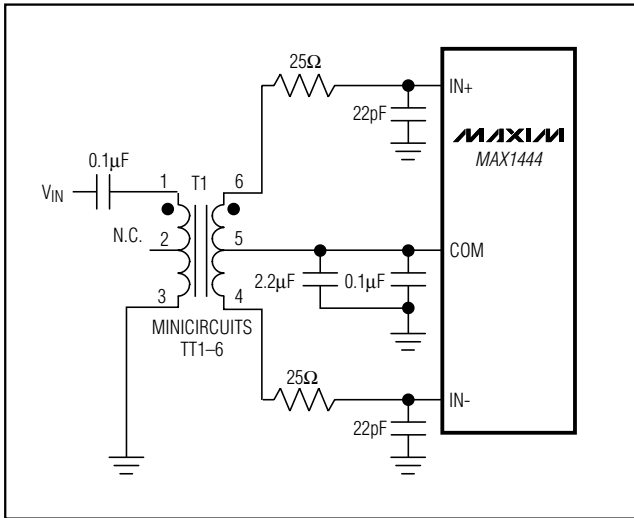 25Ω
IN+
22pF
MAXIM
MAX1444
0.1µF
VIN
1
T1
6
N.C.
2
5
COM
2.2µF
0.1µF
3
4
MINICIRCUITS
TT1–6
25Ω
IN-
22pF